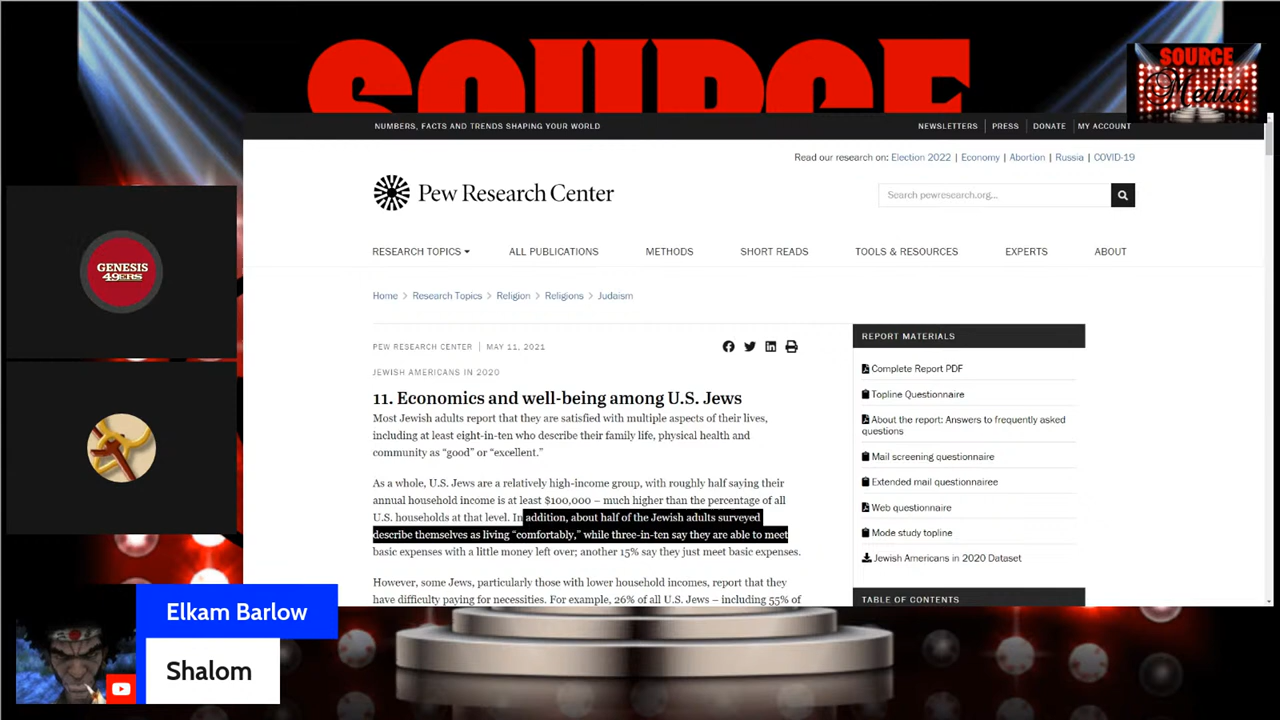 SOURCE
SOURCE
Media
NUMBERS, FACTS AND TRENDS SHAPING YOUR WORLD
NEWSLETTERS | PRESS | DONATE | MY ACCOUNT
Read our research on: Election 2022 | Economy | Abortion | Russia | COVID-19
Pew Research Center
Search pewresearch.org...
RESEARCH TOPICS
ALL PUBLICATIONS
METHODS
SHORT READS
TOOLS & RESOURCES
EXPERTS
ABOUT
Home > Research Topics > Religion > Religions > Judaism
PEW RESEARCH CENTER | MAY 11, 2021
JEWISH AMERICANS IN 2020
11. Economics and well-being among U.S. Jews
Most Jewish adults report that they are satisfied with multiple aspects of their lives,
including at least eight-in-ten who describe their family life, physical health and
community as “good” or “excellent.”
As a whole, U.S. Jews are a relatively high-income group, with roughly half saying their
annual household income is at least $100,000 – much higher than the percentage of all
U.S. households at that level. In addition, about half of the Jewish adults surveyed
describe themselves as living “comfortably,” while three-in-ten say they are able to meet
basic expenses with a little money left over; another 15% say they just meet basic expenses.
However, some Jews, particularly those with lower household incomes, report that they
have difficulty paying for necessities. For example, 26% of all U.S. Jews – including 55% of
REPORT MATERIALS
Complete Report PDF
Topline Questionnaire
About the report: Answers to frequently asked
questions
Mail screening questionnaire
Extended mail questionnairee
Web questionnaire
Mode study topline
Jewish Americans in 2020 Dataset
TABLE OF CONTENTS
GENESIS
49ERS
Elkam Barlow
Shalom